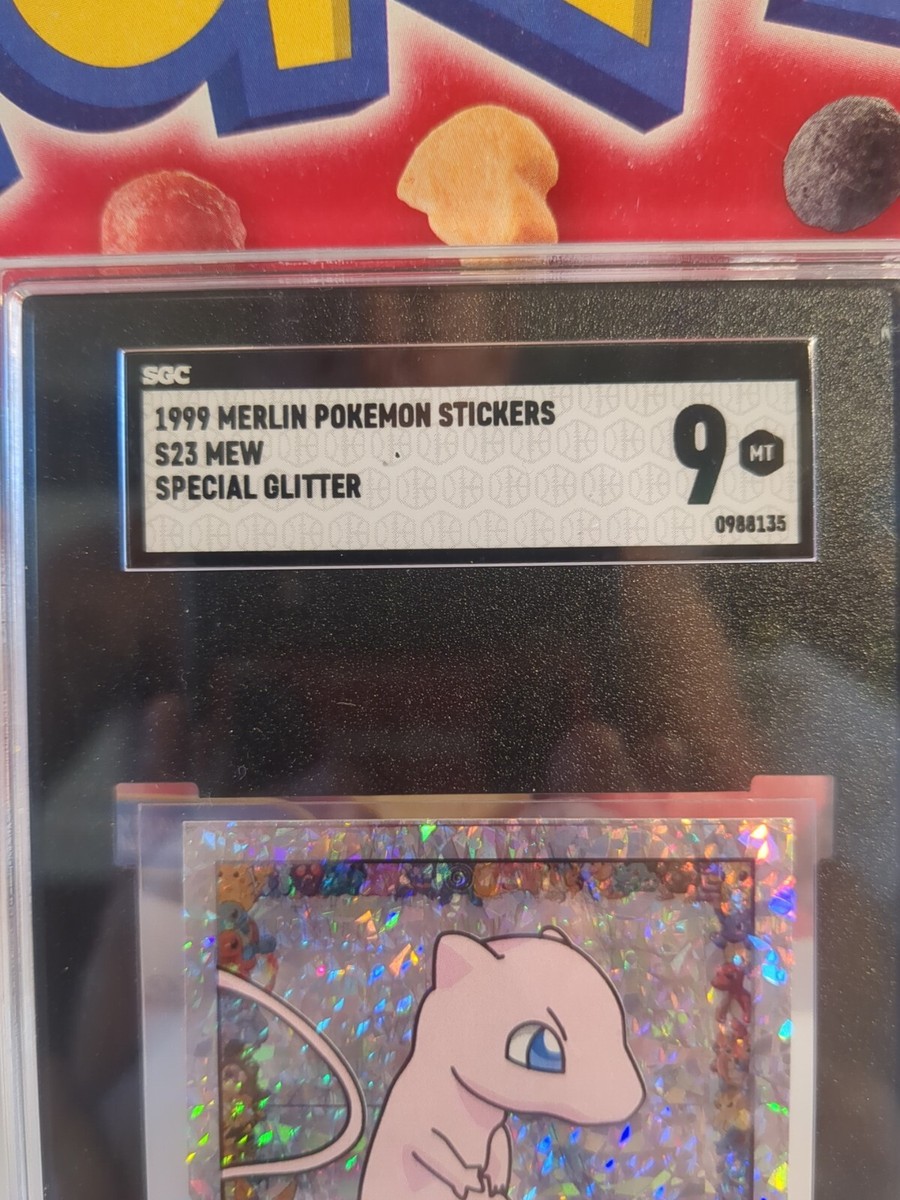 SGC
1999 MERLIN POKEMON STICKERS
S23 MEW
SPECIAL GLITTER
9
MT
0988135